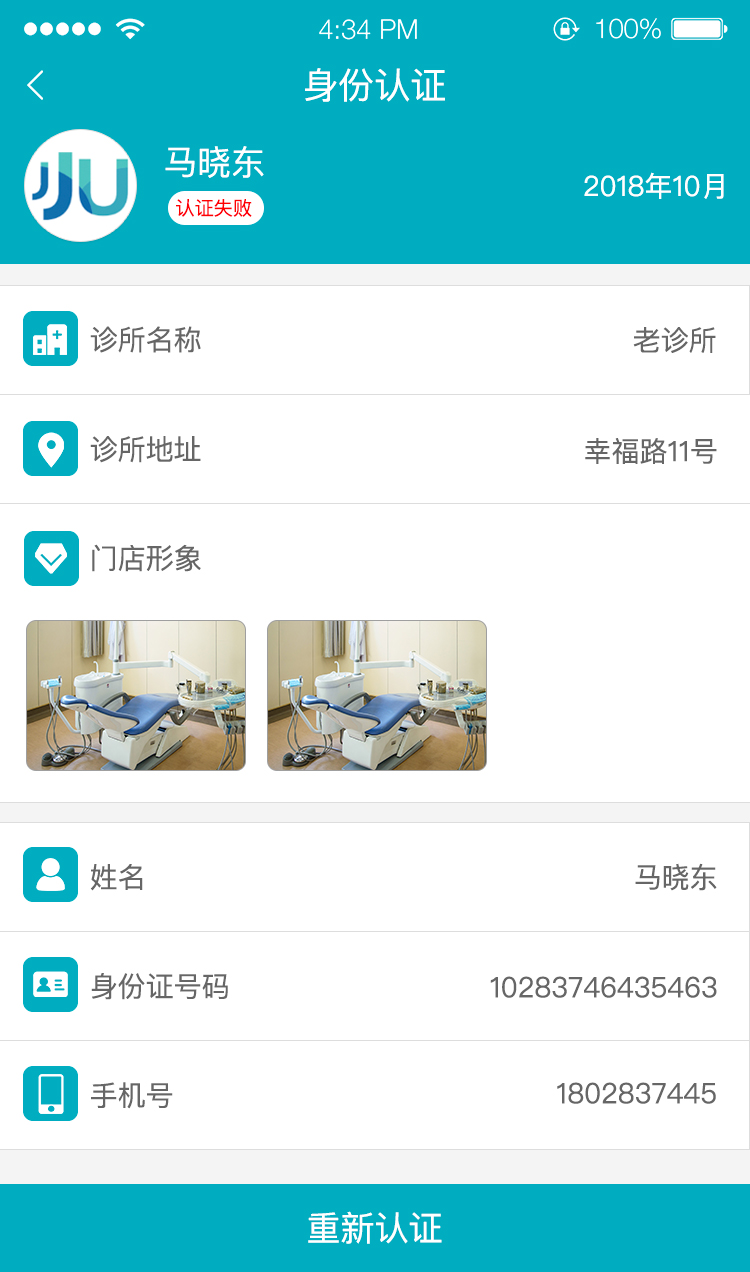 4:34 PM 100%
身份认证
马晓东
认证失败
2018年10月
诊所名称 老诊所
诊所地址 幸福路11号
门店形象
姓名 马晓东
身份证号码 10283746435463
手机号 1802837445
重新认证